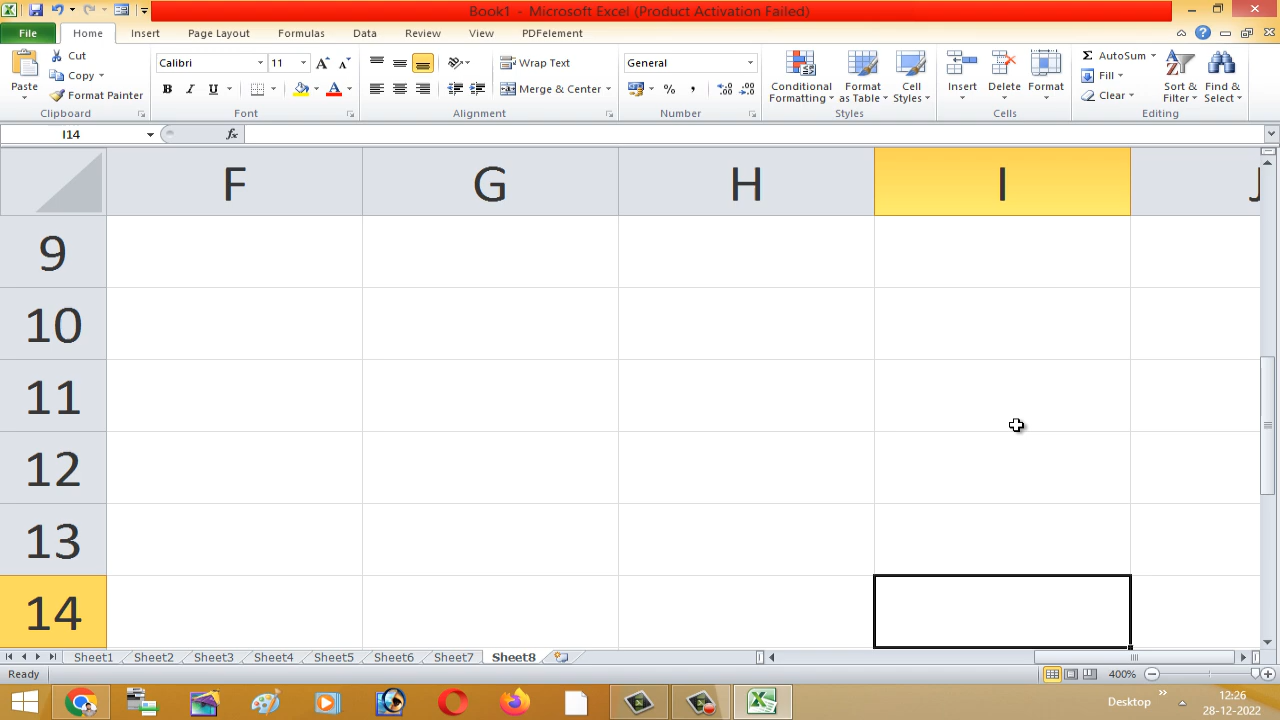 Book1 - Microsoft Excel (Product Activation Failed)
File Home Insert Page Layout Formulas Data Review View PDFelement
Paste
Cut
Copy
Format Painter
Clipboard
Calibri 11
B I U
Font
Wrap Text
Merge & Center
Alignment
General
%
Number
Conditional Formatting
Format as Table
Cell Styles
Styles
Insert
Delete
Format
Cells
AutoSum
Fill
Clear
Sort & Filter
Find & Select
Editing
I14
fx
F G H I J
9
10
11
12
13
14
Sheet1 Sheet2 Sheet3 Sheet4 Sheet5 Sheet6 Sheet7 Sheet8
Ready
400%
Desktop
12:26
28-12-2022